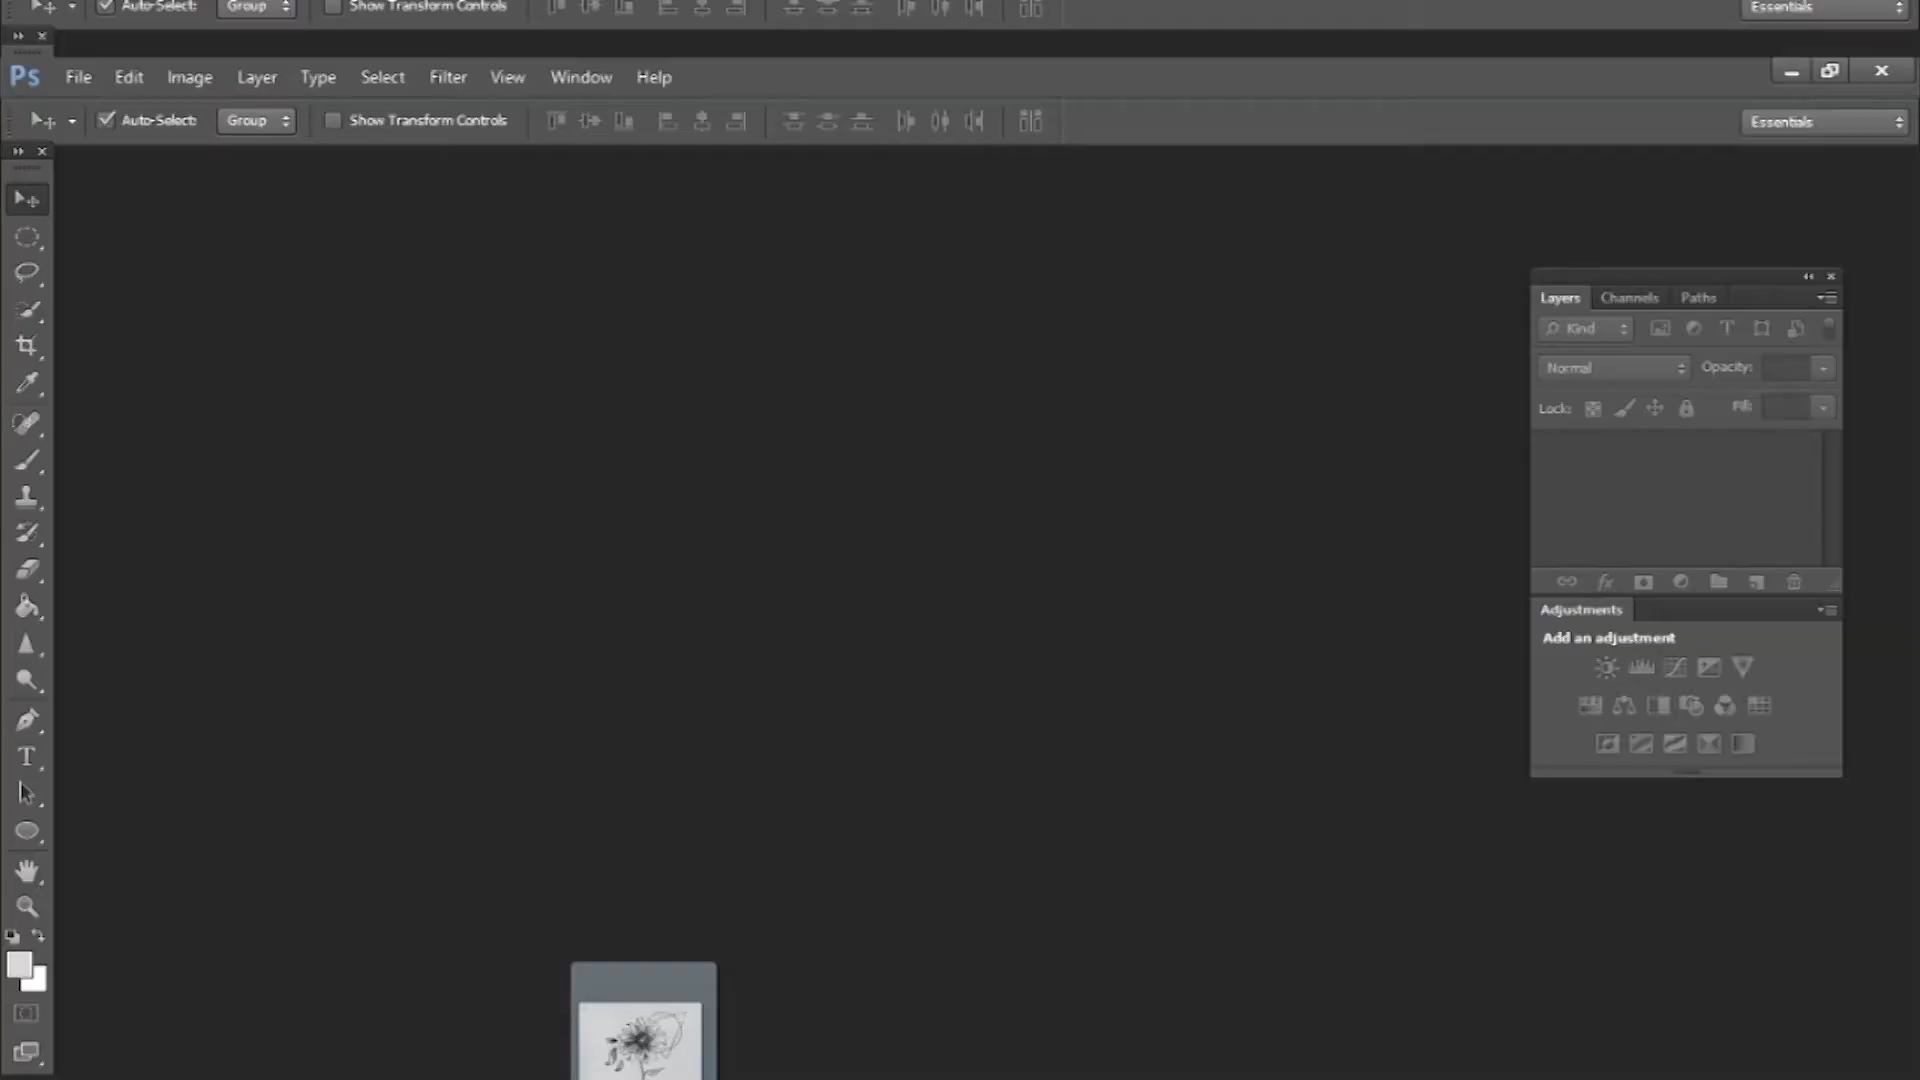 Auto-Select: Group Show Transform Controls Essentials
Ps File Edit Image Layer Type Select Filter View Window Help
Auto-Select: Group Show Transform Controls Essentials
Layers Channels Paths
Kind
Normal Opacity:
Lock: Fill:
Adjustments
Add an adjustment